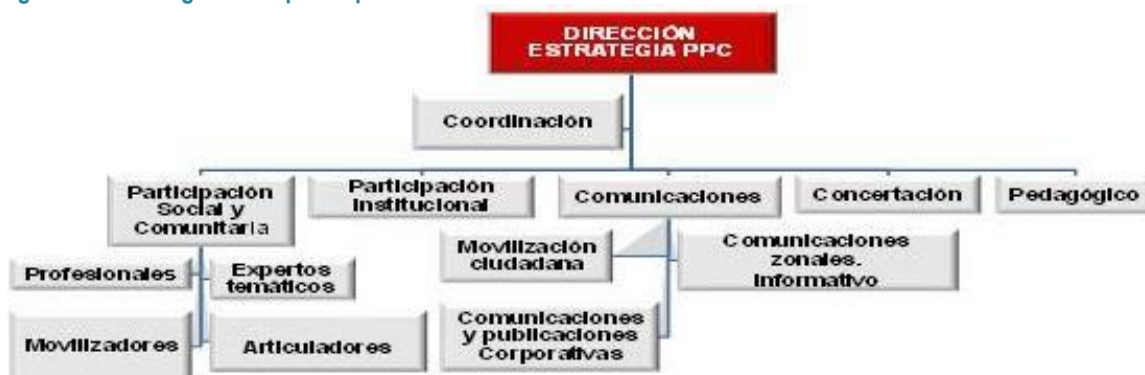 DIRECCIÓN
ESTRATEGIA PPC
Coordinación
Participación
Social y
Comunitaria
Participación
Institucional
Comunicaciones
Concertación
Pedagógico
Profesionales
Expertos
temáticos
Movilizadores
Articuladores
Movilización
ciudadana
Comunicaciones
zonales.
Informativo
Comunicaciones
y publicaciones
Corporativas